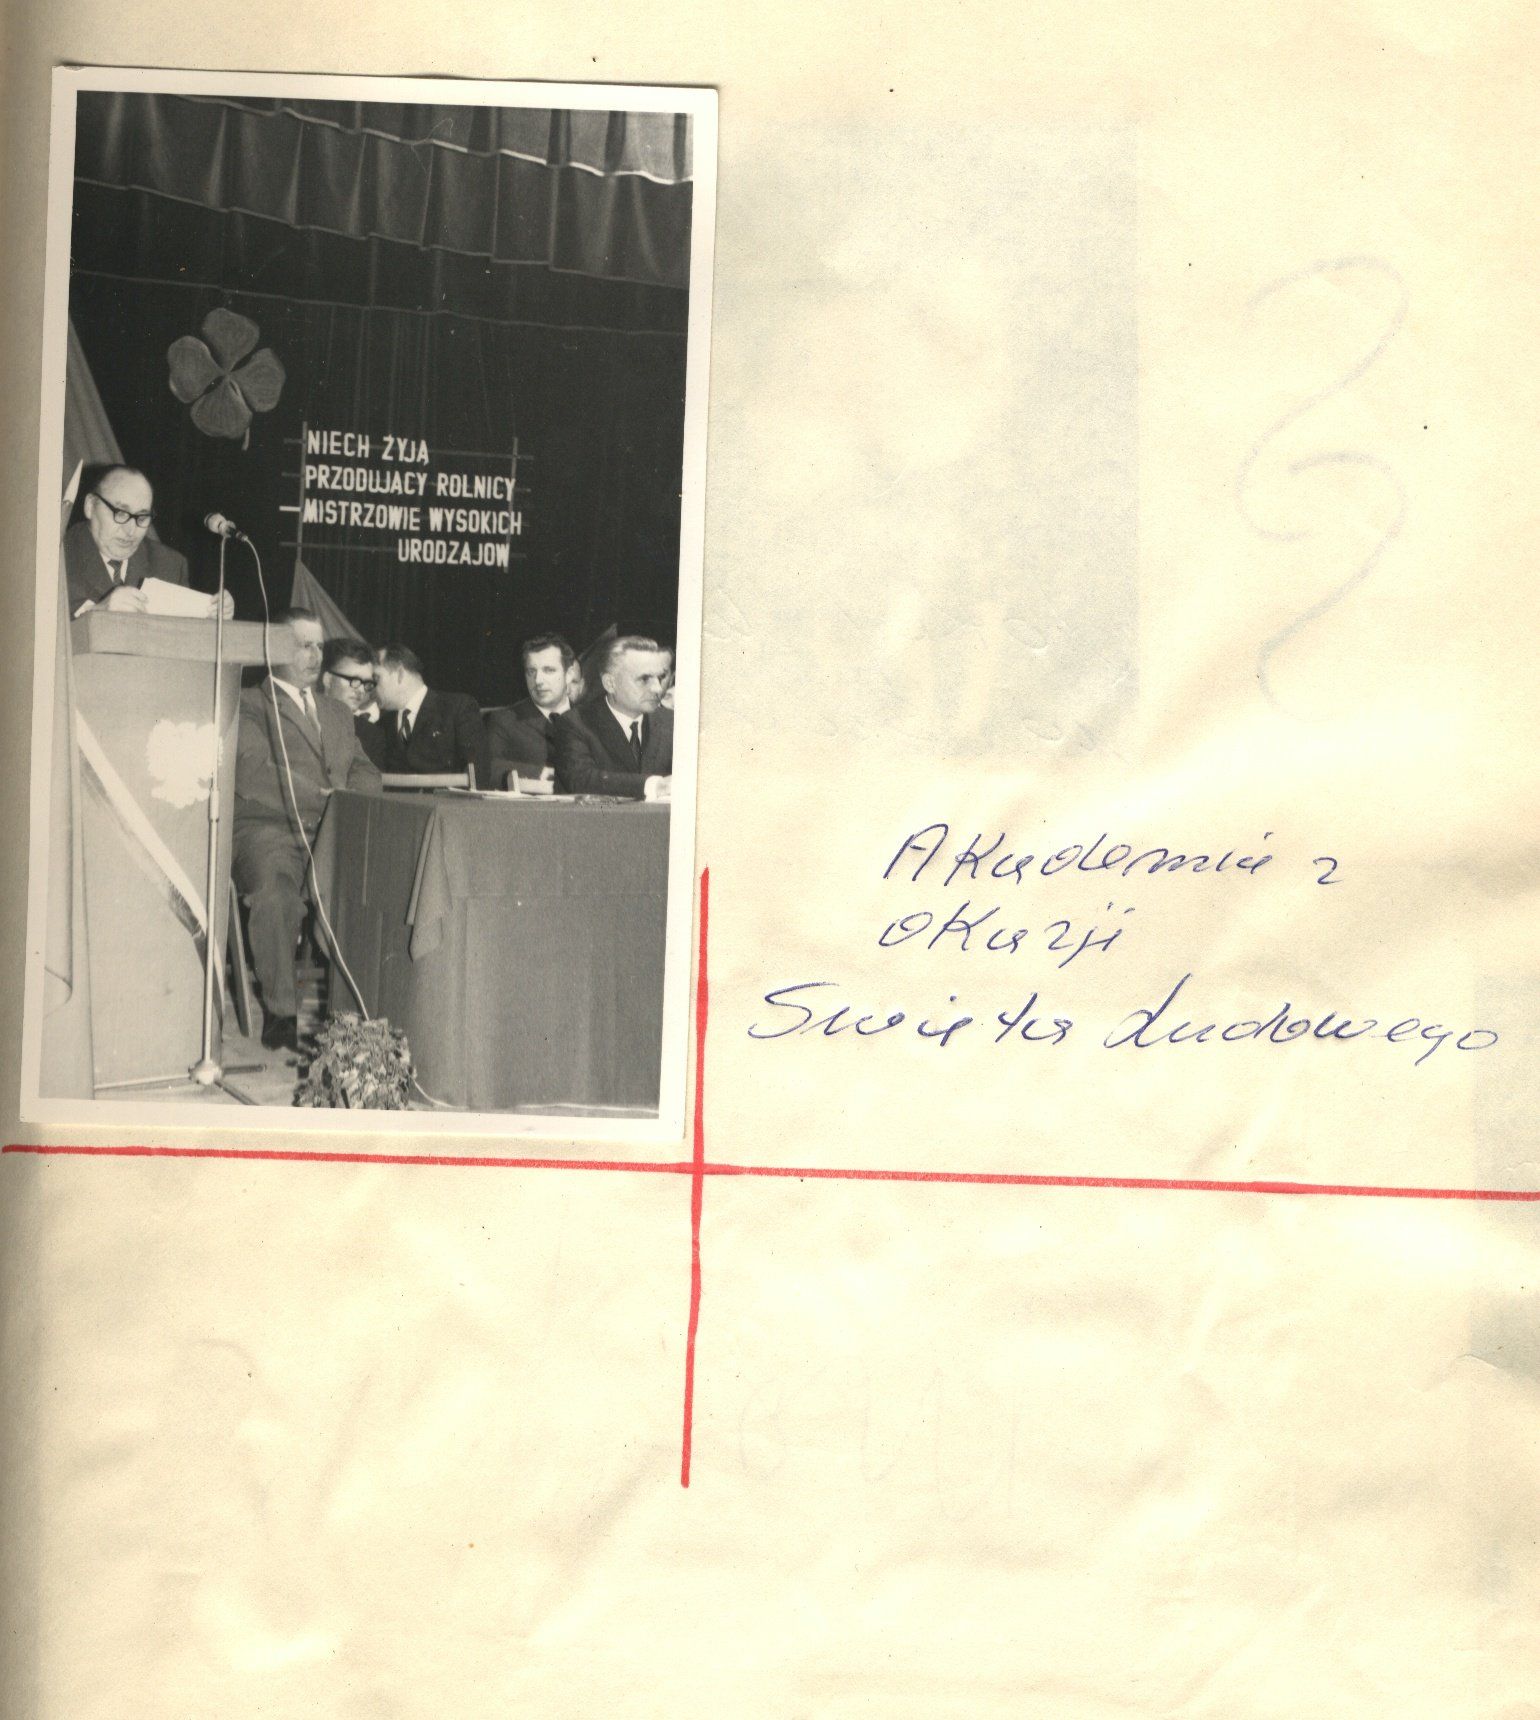 NIECH ŻYJĄ
PRZODUJĄCY ROLNICY
MISTRZOWIE WYSOKICH
URODZAJÓW
Akademia z
okazji
Święta Ludowego